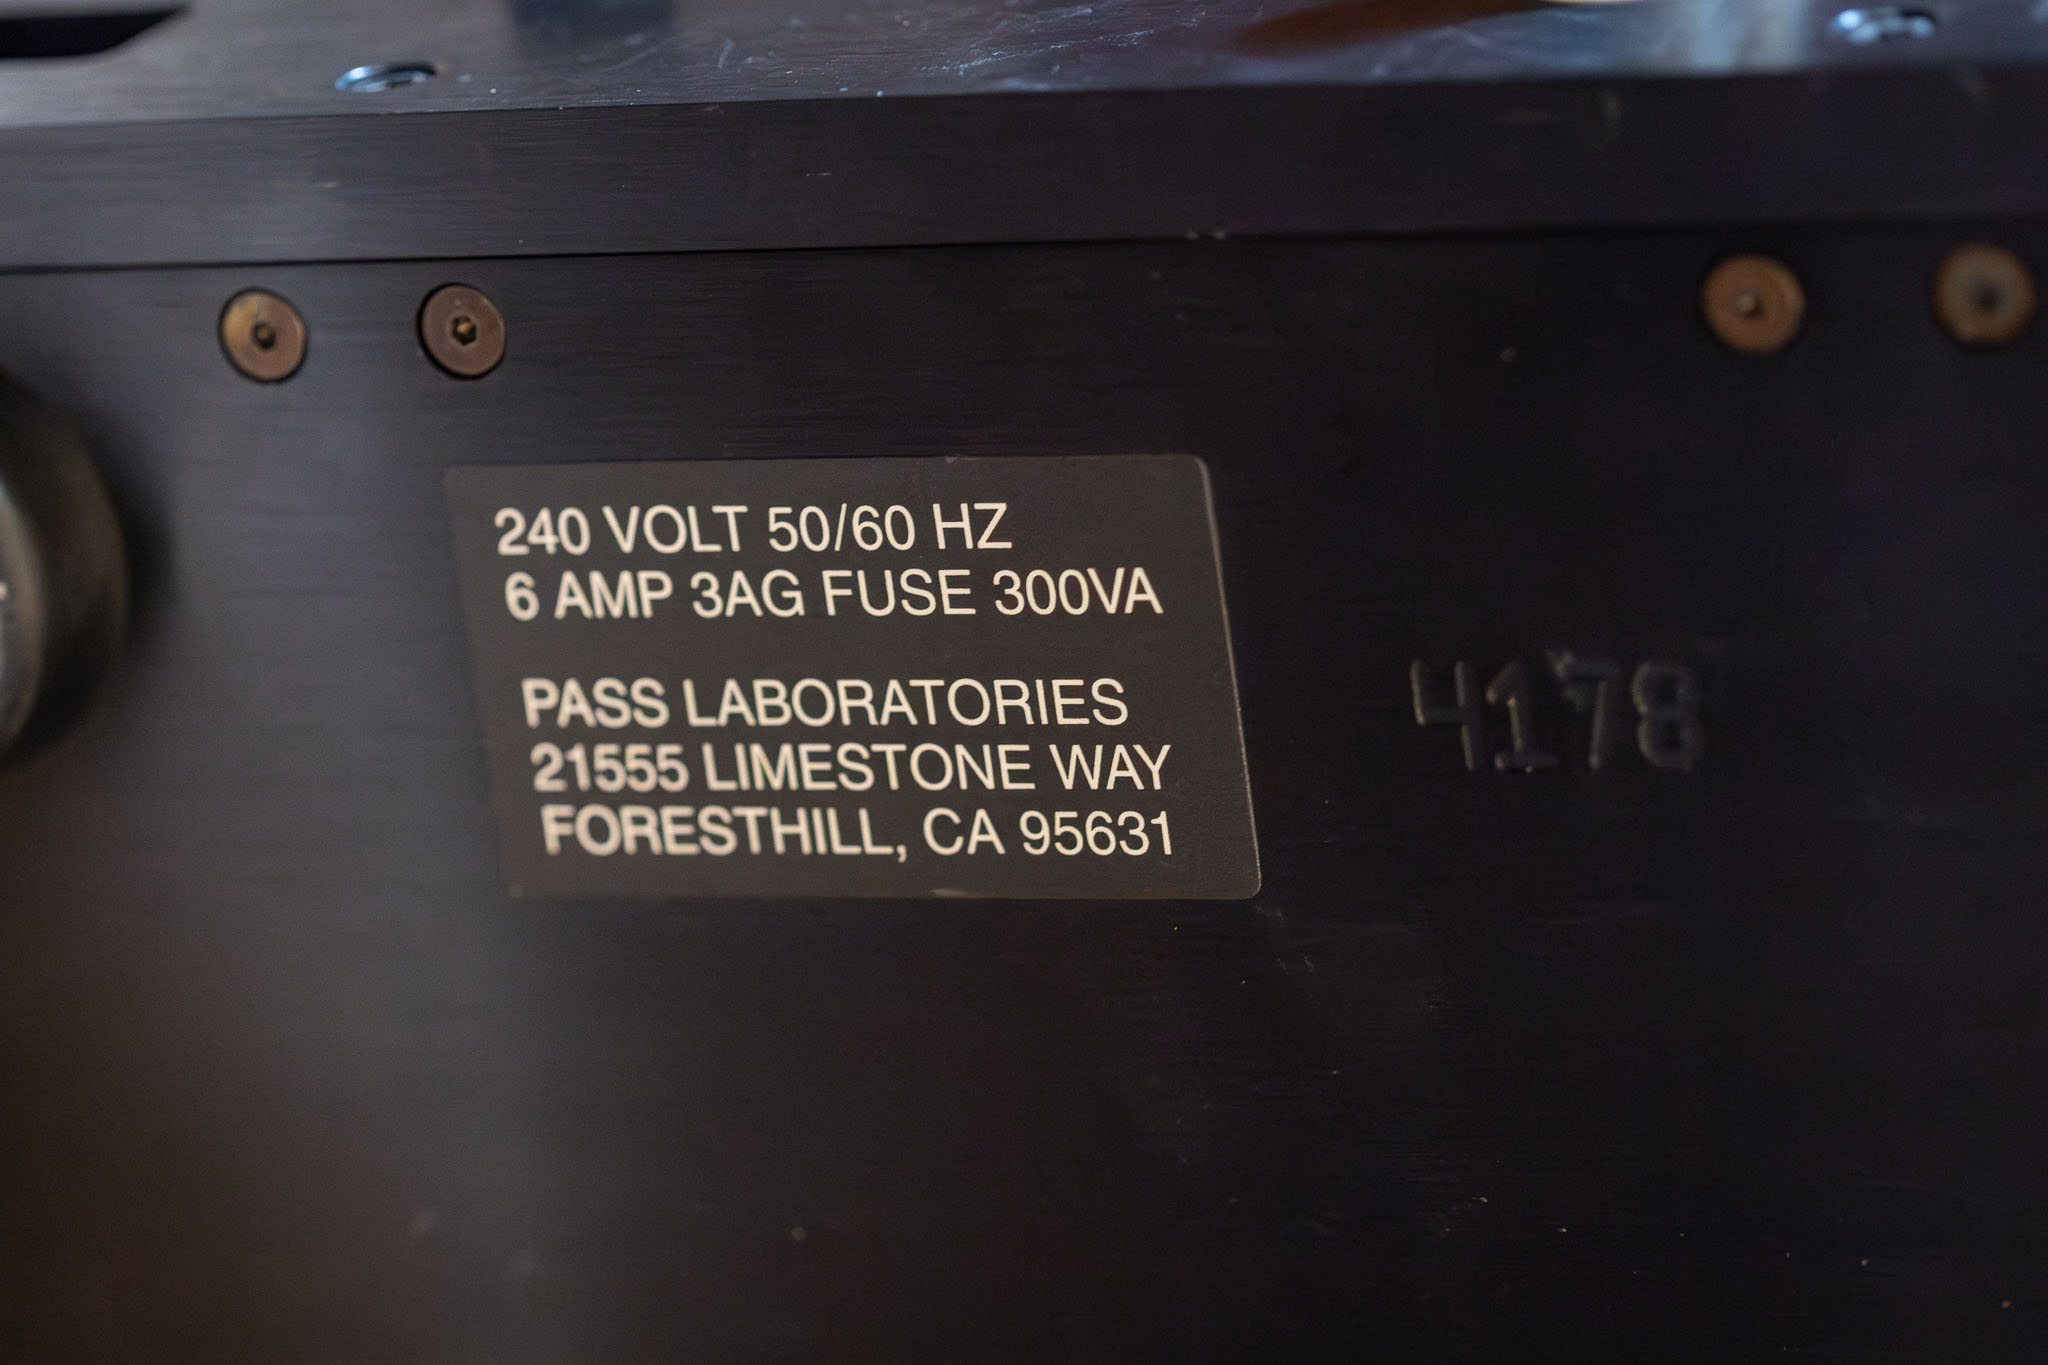 240 VOLT 50/60 HZ
6 AMP 3AG FUSE 300VA
PASS LABORATORIES
21555 LIMESTONE WAY
FORESTHILL, CA 95631
4178